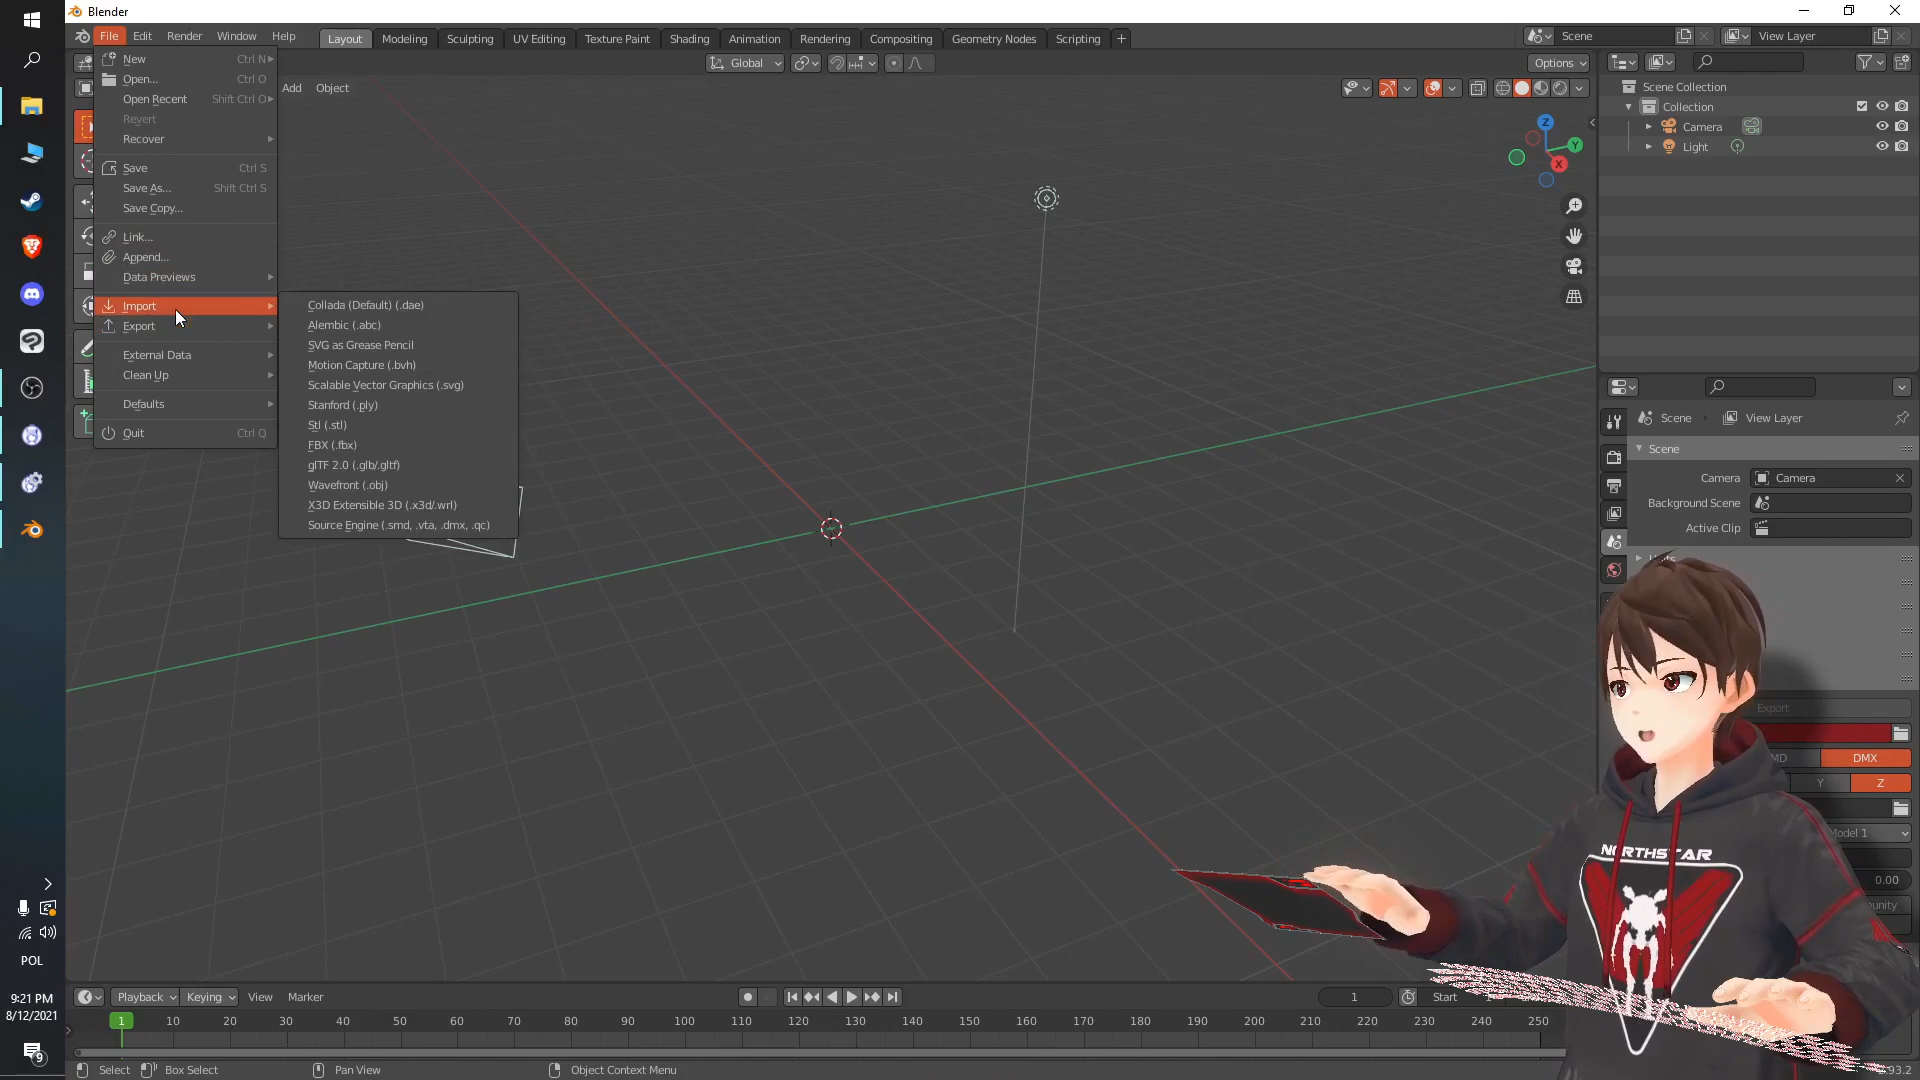 Blender
File Edit Render Window Help
Layout Modeling Sculpting UV Editing Texture Paint Shading Animation Rendering Compositing Geometry Nodes Scripting
Scene
View Layer
New Ctrl N
Open... Ctrl O
Open Recent Shift Ctrl O
Revert
Recover
Save Ctrl S
Save As... Shift Ctrl S
Save Copy...
Link...
Append...
Data Previews
Import
Export
External Data
Clean Up
Defaults
Quit Ctrl Q
Collada (Default) (.dae)
Alembic (.abc)
SVG as Grease Pencil
Motion Capture (.bvh)
Scalable Vector Graphics (.svg)
Stanford (.ply)
Stl (.stl)
FBX (.fbx)
glTF 2.0 (.glb/.gltf)
Wavefront (.obj)
X3D Extensible 3D (.x3d/.wrl)
Source Engine (.smd, .vta, .dmx, .qc)
Add Object
Global
Options
Z
Y
X
Scene Collection
Collection
Camera
Light
Scene View Layer
Scene
Camera Camera
Background Scene
Active Clip
Export
DMX
Y Z
Model 1
0.00
NORTHSTAR
Playback Keying View Marker
1
Start
1 10 20 30 40 50 60 70 80 90 100 110 120 130 140 150 160 170 180 190 200 210 220 230 240 250
Select Box Select Pan View Object Context Menu
POL
9:21 PM
8/12/2021
9